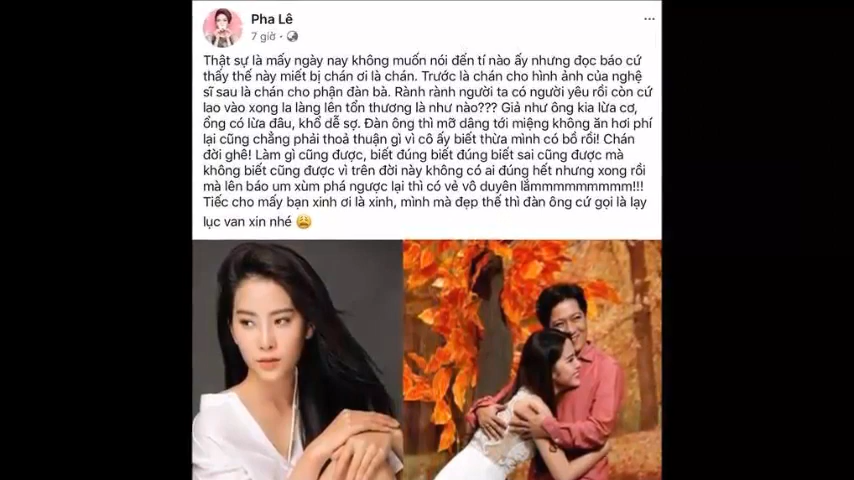 Pha Lê
7 giờ
Thật sự là mấy ngày nay không muốn nói đến tí nào ấy nhưng đọc báo cứ
thấy thế này miết bị chán ơi là chán. Trước là chán cho hình ảnh của nghệ
sĩ sau là chán cho phận đàn bà. Rành rành người ta có người yêu rồi còn cứ
lao vào xong la làng lên tổn thương là như nào??? Giả như ông kia lừa cơ,
ổng có lừa đâu, khổ dễ sợ. Đàn ông thì mỡ dâng tới miệng không ăn hơi phí
lại cũng chẳng phải thoả thuận gì vì cô ấy biết thừa mình có bồ rồi! Chán
đời ghê! Làm gì cũng được, biết đúng biết đúng biết sai cũng được mà
không biết cũng được vì trên đời này không có ai đúng hết nhưng xong rồi
mà lên báo um xùm phá ngược lại thì có vẻ vô duyên lắmmmmmmmmm!!!
Tiếc cho mấy bạn xinh ơi là xinh, mình mà đẹp thế thì đàn ông cứ gọi là lạy
lục van xin nhé 😩